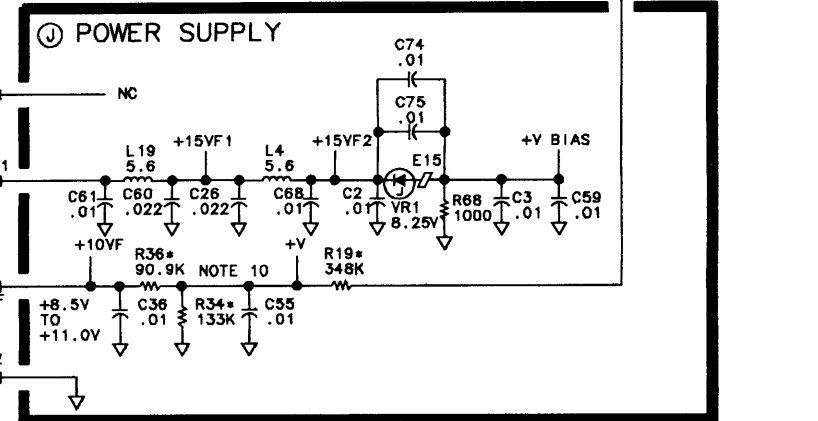 J POWER SUPPLY
C74
.01
NC
C75
.01
1
L19
5.6
+15VF1
L4
5.6
+15VF2
E15
+V BIAS
C61
.01
C60
.022
C26
.022
C68
.01
C2
.01
VR1
8.25V
R68
1000
C3
.01
C59
.01
+10VF
R36*
90.9K
NOTE 10
+V
R19*
348K
+8.5V
TO
+11.0V
C36
.01
R34*
133K
C55
.01
2